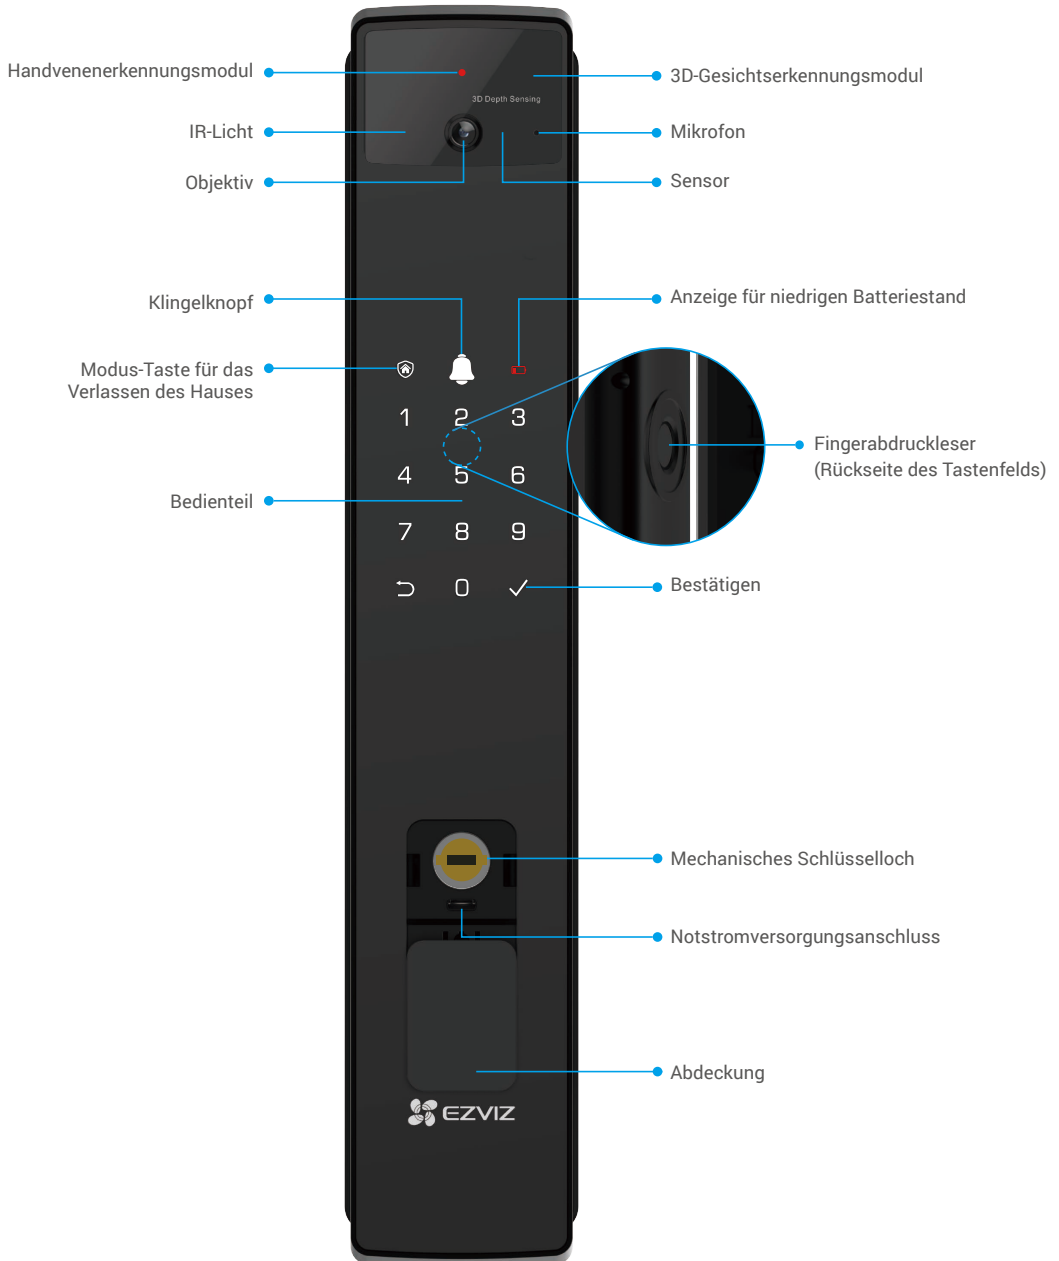 Handvenenerkennungsmodul
3D-Gesichtserkennungsmodul
3D Depth Sensing
IR-Licht
Mikrofon
Objektiv
Sensor
Klingelknopf
Anzeige für niedrigen Batteriestand
Modus-Taste für das
Verlassen des Hauses
1 2 3
Fingerabdruckleser
(Rückseite des Tastenfelds)
4 5 6
Bedienteil
7 8 9
0
Bestätigen
Mechanisches Schlüsselloch
Notstromversorgungsanschluss
Abdeckung
EZVIZ